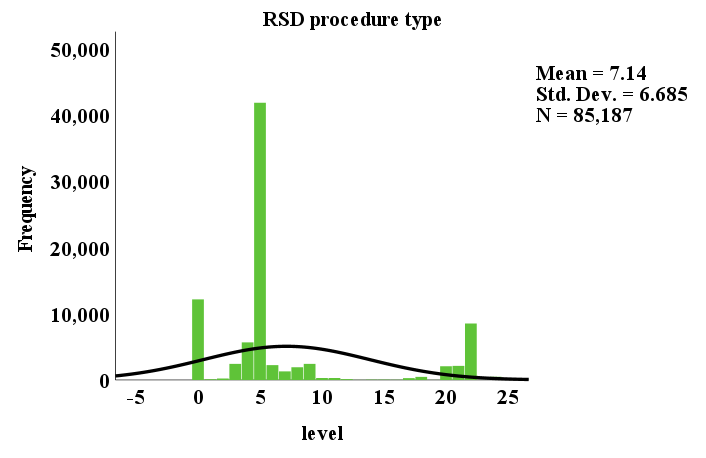 RSD procedure type
50,000
40,000
30,000
20,000
10,000
0
Frequency
-5 0 5 10 15 20 25
level
Mean = 7.14
Std. Dev. = 6.685
N = 85,187